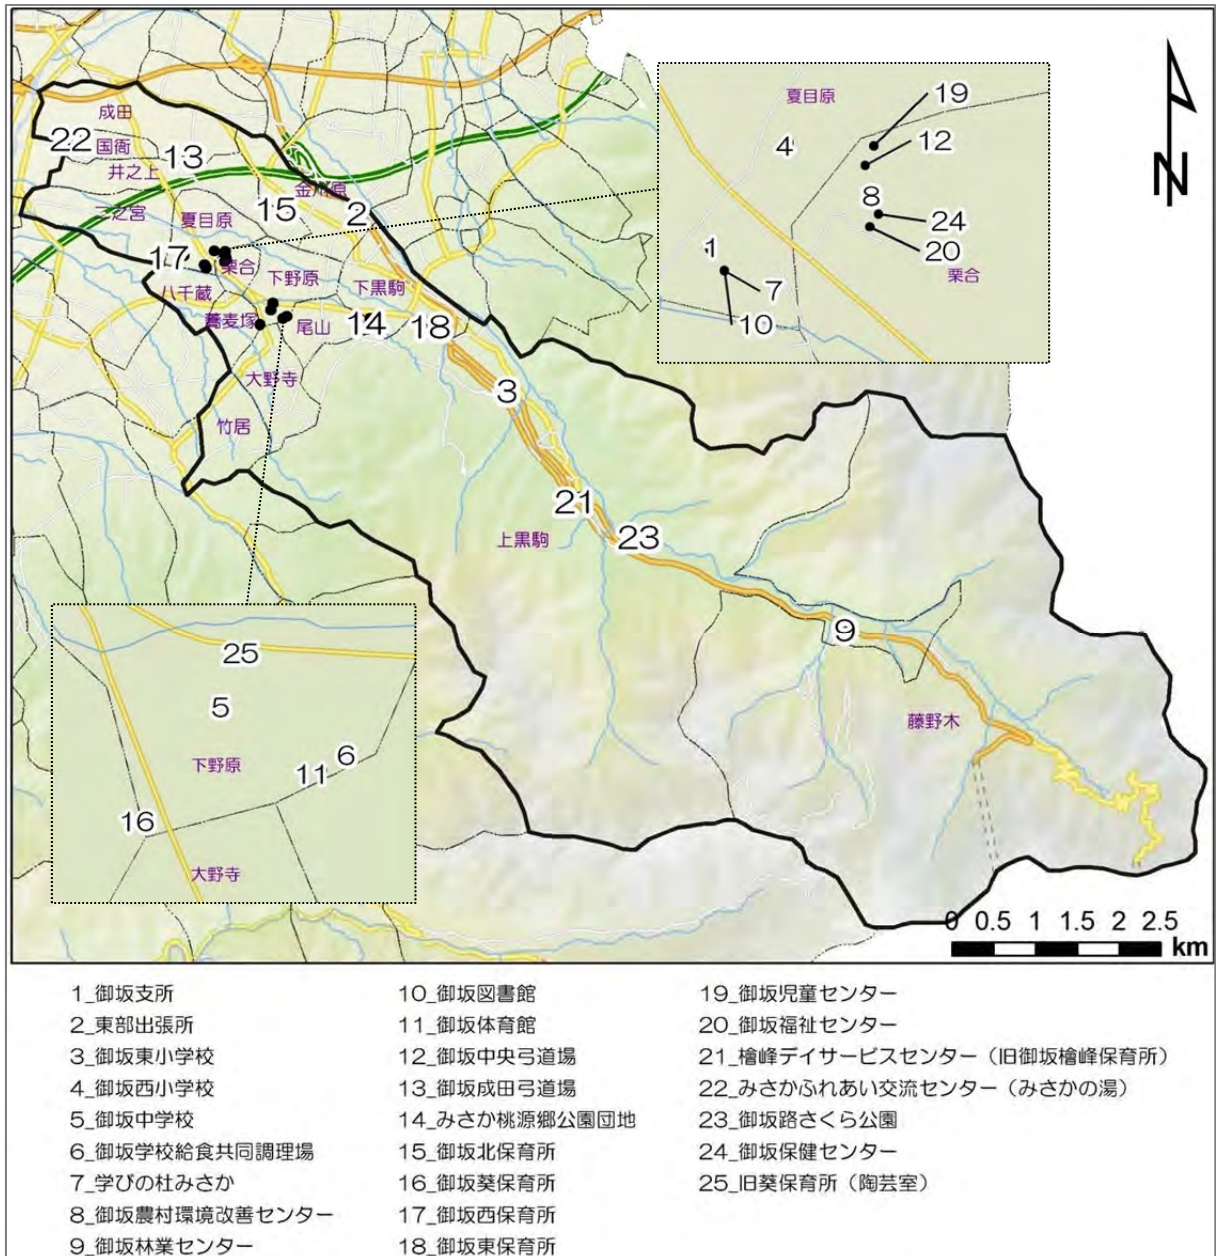 成田
22
国衙
13
井之上
金川原
15
2
一之宮
夏目原
17
栗合
下野原
八千蔵
下黒駒
蕎麦塚
尾山
14
18
大野寺
3
竹居
21
上黒駒
23
9
藤野木
夏目原
19
4
12
8
24
1
20
栗合
7
10
N
25
5
下野原
6
11
16
大野寺
0 0.5 1 1.5 2 2.5
km
1_御坂支所
2_東部出張所
3_御坂東小学校
4_御坂西小学校
5_御坂中学校
6_御坂学校給食共同調理場
7_学びの杜みさか
8_御坂農村環境改善センター
9_御坂林業センター
10_御坂図書館
11_御坂体育館
12_御坂中央弓道場
13_御坂成田弓道場
14_みさか桃源郷公園団地
15_御坂北保育所
16_御坂葵保育所
17_御坂西保育所
18_御坂東保育所
19_御坂児童センター
20_御坂福祉センター
21_檜峰デイサービスセンター（旧御坂檜峰保育所）
22_みさかふれあい交流センター（みさかの湯）
23_御坂路さくら公園
24_御坂保健センター
25_旧葵保育所（陶芸室）